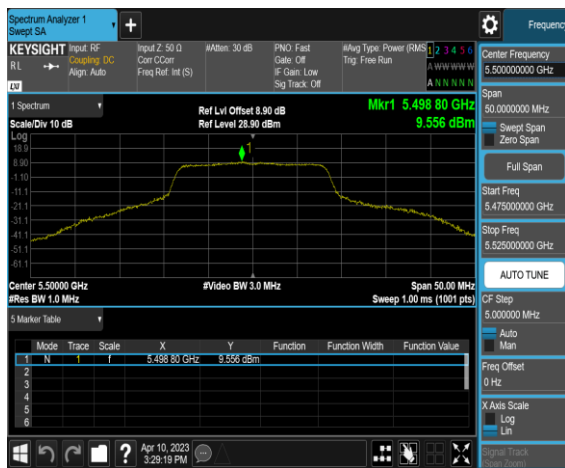 Spectrum Analyzer 1
Swept SA
Frequency
KEYSIGHT
RL
Input: RF
Coupling: DC
Align: Auto
Input Z: 50 Ω
Corr CCorr
Freq Ref: Int (S)
#Atten: 30 dB
PNO: Fast
Gate: Off
IF Gain: Low
Sig Track: Off
#Avg Type: Power (RMS
Trig: Free Run
1 2 3 4 5 6
A W W W W W
A N N N N N
LXI
1 Spectrum
Scale/Div 10 dB
Ref Lvl Offset 8.90 dB
Ref Level 28.90 dBm
Mkr1 5.498 80 GHz
9.556 dBm
Log
18.9
8.90
-1.10
-11.1
-21.1
-31.1
-41.1
-51.1
-61.1
1
Center 5.50000 GHz
#Res BW 1.0 MHz
#Video BW 3.0 MHz
Span 50.00 MHz
Sweep 1.00 ms (1001 pts)
5 Marker Table
Mode Trace Scale X Y Function Function Width Function Value
1 N 1 f 5.498 80 GHz 9.556 dBm
2
3
4
5
6
Apr 10, 2023
3:29:19 PM
Center Frequency
5.500000000 GHz
Span
50.0000000 MHz
Swept Span
Zero Span
Full Span
Start Freq
5.475000000 GHz
Stop Freq
5.525000000 GHz
AUTO TUNE
CF Step
5.000000 MHz
Auto
Man
Freq Offset
0 Hz
X Axis Scale
Log
Lin
Signal Track
(Span Zoom)